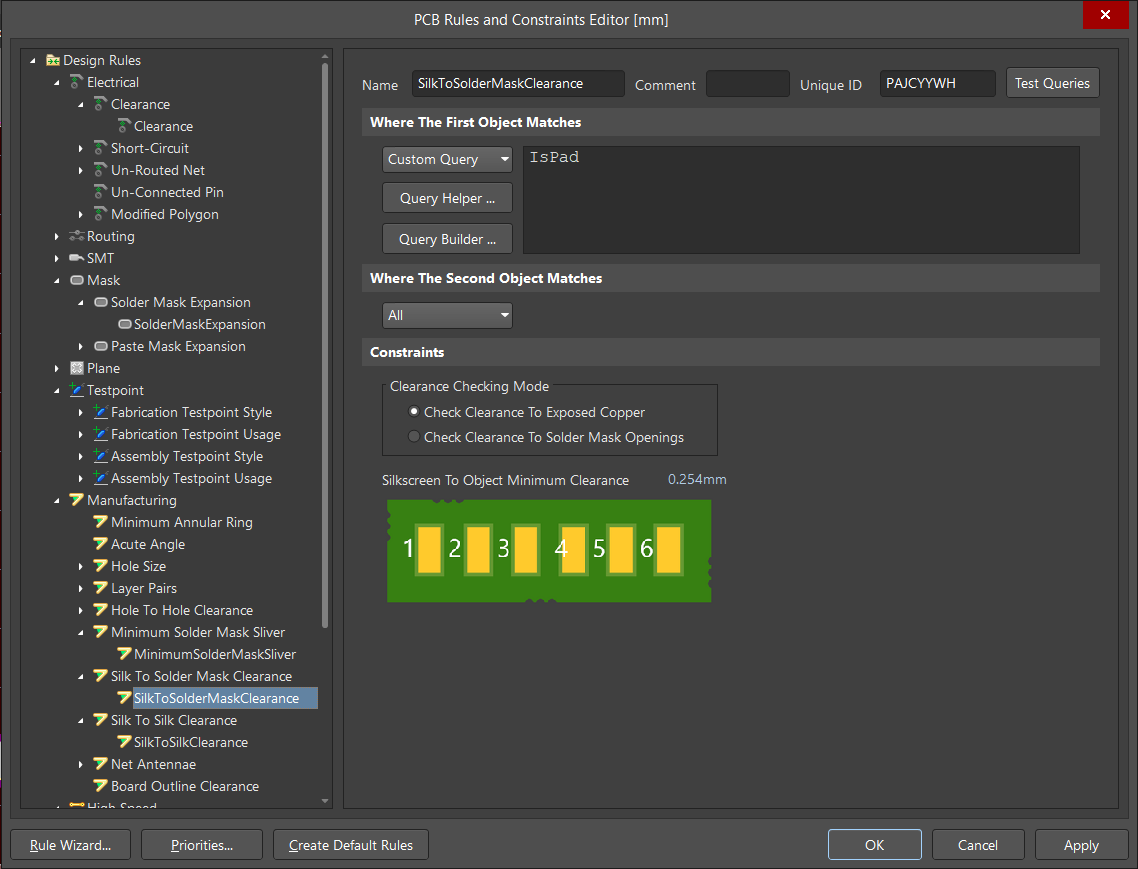 PCB Rules and Constraints Editor [mm]
Design Rules
Electrical
Clearance
Clearance
Short-Circuit
Un-Routed Net
Un-Connected Pin
Modified Polygon
Routing
SMT
Mask
Solder Mask Expansion
SolderMaskExpansion
Paste Mask Expansion
Plane
Testpoint
Fabrication Testpoint Style
Fabrication Testpoint Usage
Assembly Testpoint Style
Assembly Testpoint Usage
Manufacturing
Minimum Annular Ring
Acute Angle
Hole Size
Layer Pairs
Hole To Hole Clearance
Minimum Solder Mask Sliver
MinimumSolderMaskSliver
Silk To Solder Mask Clearance
SilkToSolderMaskClearance
Silk To Silk Clearance
SilkToSilkClearance
Net Antennae
Board Outline Clearance
High Speed
Name SilkToSolderMaskClearance Comment Unique ID PAJCYYWH Test Queries
Where The First Object Matches
Custom Query IsPad
Query Helper ...
Query Builder ...
Where The Second Object Matches
All
Constraints
Clearance Checking Mode
Check Clearance To Exposed Copper
Check Clearance To Solder Mask Openings
Silkscreen To Object Minimum Clearance 0.254mm
1 2 3 4 5 6
Rule Wizard... Priorities... Create Default Rules OK Cancel Apply